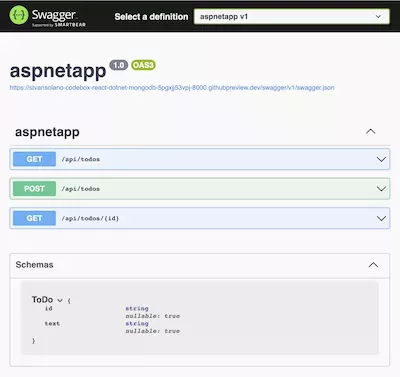 Swagger.
Supported by SMARTBEAR
Select a definition
aspnetapp v1
aspnetapp 1.0 OAS3
https://stvansolano-codebox-react-dotnet-mongodb-5pgxjj53vpj-8000.githubpreview.dev/swagger/v1/swagger.json
aspnetapp
GET /api/todos
POST /api/todos
GET /api/todos/{id}
Schemas
ToDo {
id string
nullable: true
text string
nullable: true
}